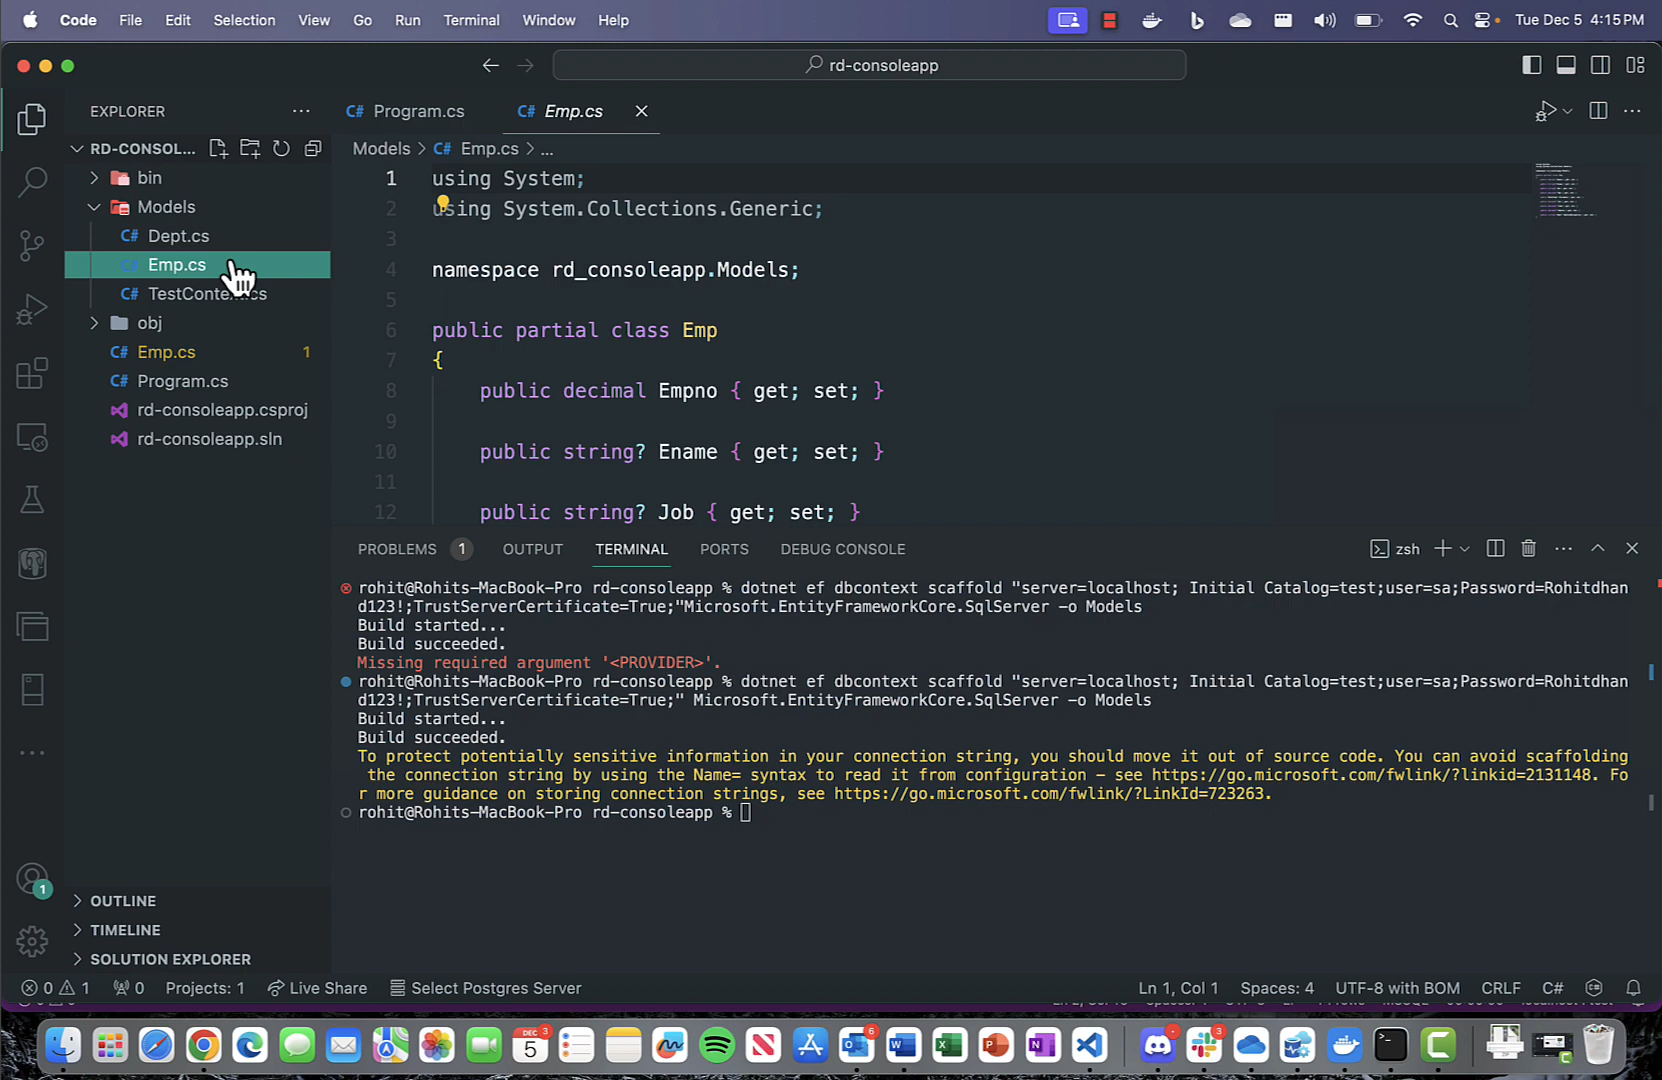 Code File Edit Selection View Go Run Terminal Window Help Tue Dec 5 4:15 PM
rd-consoleapp
EXPLORER
C# Program.cs
C# Emp.cs
RD-CONSOL...
Models > C# Emp.cs > ...
bin
Models
C# Dept.cs
Emp.cs
C# TestCon
obj
C# Emp.cs 1
C# Program.cs
rd-consoleapp.csproj
rd-consoleapp.sln
1 using System;
2 using System.Collections.Generic;
3
4 namespace rd_consoleapp.Models;
5
6 public partial class Emp
7 {
8 public decimal Empno { get; set; }
9
10 public string? Ename { get; set; }
11
12 public string? Job { get; set; }
PROBLEMS 1 OUTPUT TERMINAL PORTS DEBUG CONSOLE zsh
rohit@Rohits-MacBook-Pro rd-consoleapp % dotnet ef dbcontext scaffold "server=localhost; Initial Catalog=test;user=sa;Password=Rohitdhan
d123!;TrustServerCertificate=True;"Microsoft.EntityFrameworkCore.SqlServer -o Models
Build started...
Build succeeded.
Missing required argument '<PROVIDER>'.
rohit@Rohits-MacBook-Pro rd-consoleapp % dotnet ef dbcontext scaffold "server=localhost; Initial Catalog=test;user=sa;Password=Rohitdhan
d123!;TrustServerCertificate=True;" Microsoft.EntityFrameworkCore.SqlServer -o Models
Build started...
Build succeeded.
To protect potentially sensitive information in your connection string, you should move it out of source code. You can avoid scaffolding
the connection string by using the Name= syntax to read it from configuration - see https://go.microsoft.com/fwlink/?linkid=2131148. Fo
r more guidance on storing connection strings, see https://go.microsoft.com/fwlink/?LinkId=723263.
rohit@Rohits-MacBook-Pro rd-consoleapp %
1
OUTLINE
TIMELINE
SOLUTION EXPLORER
0 1 0 Projects: 1 Live Share Select Postgres Server Ln 1, Col 1 Spaces: 4 UTF-8 with BOM CRLF C#
DEC 3
5
6
3